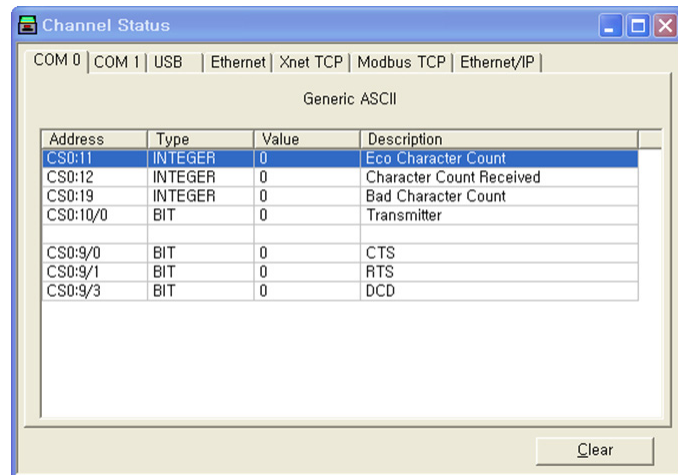 Channel Status
COM 0 COM 1 USB Ethernet Xnet TCP Modbus TCP Ethernet/IP
Generic ASCII
Address Type Value Description
CS0:11 INTEGER 0 Eco Character Count
CS0:12 INTEGER 0 Character Count Received
CS0:19 INTEGER 0 Bad Character Count
CS0:10/0 BIT 0 Transmitter
CS0:9/0 BIT 0 CTS
CS0:9/1 BIT 0 RTS
CS0:9/3 BIT 0 DCD
Clear